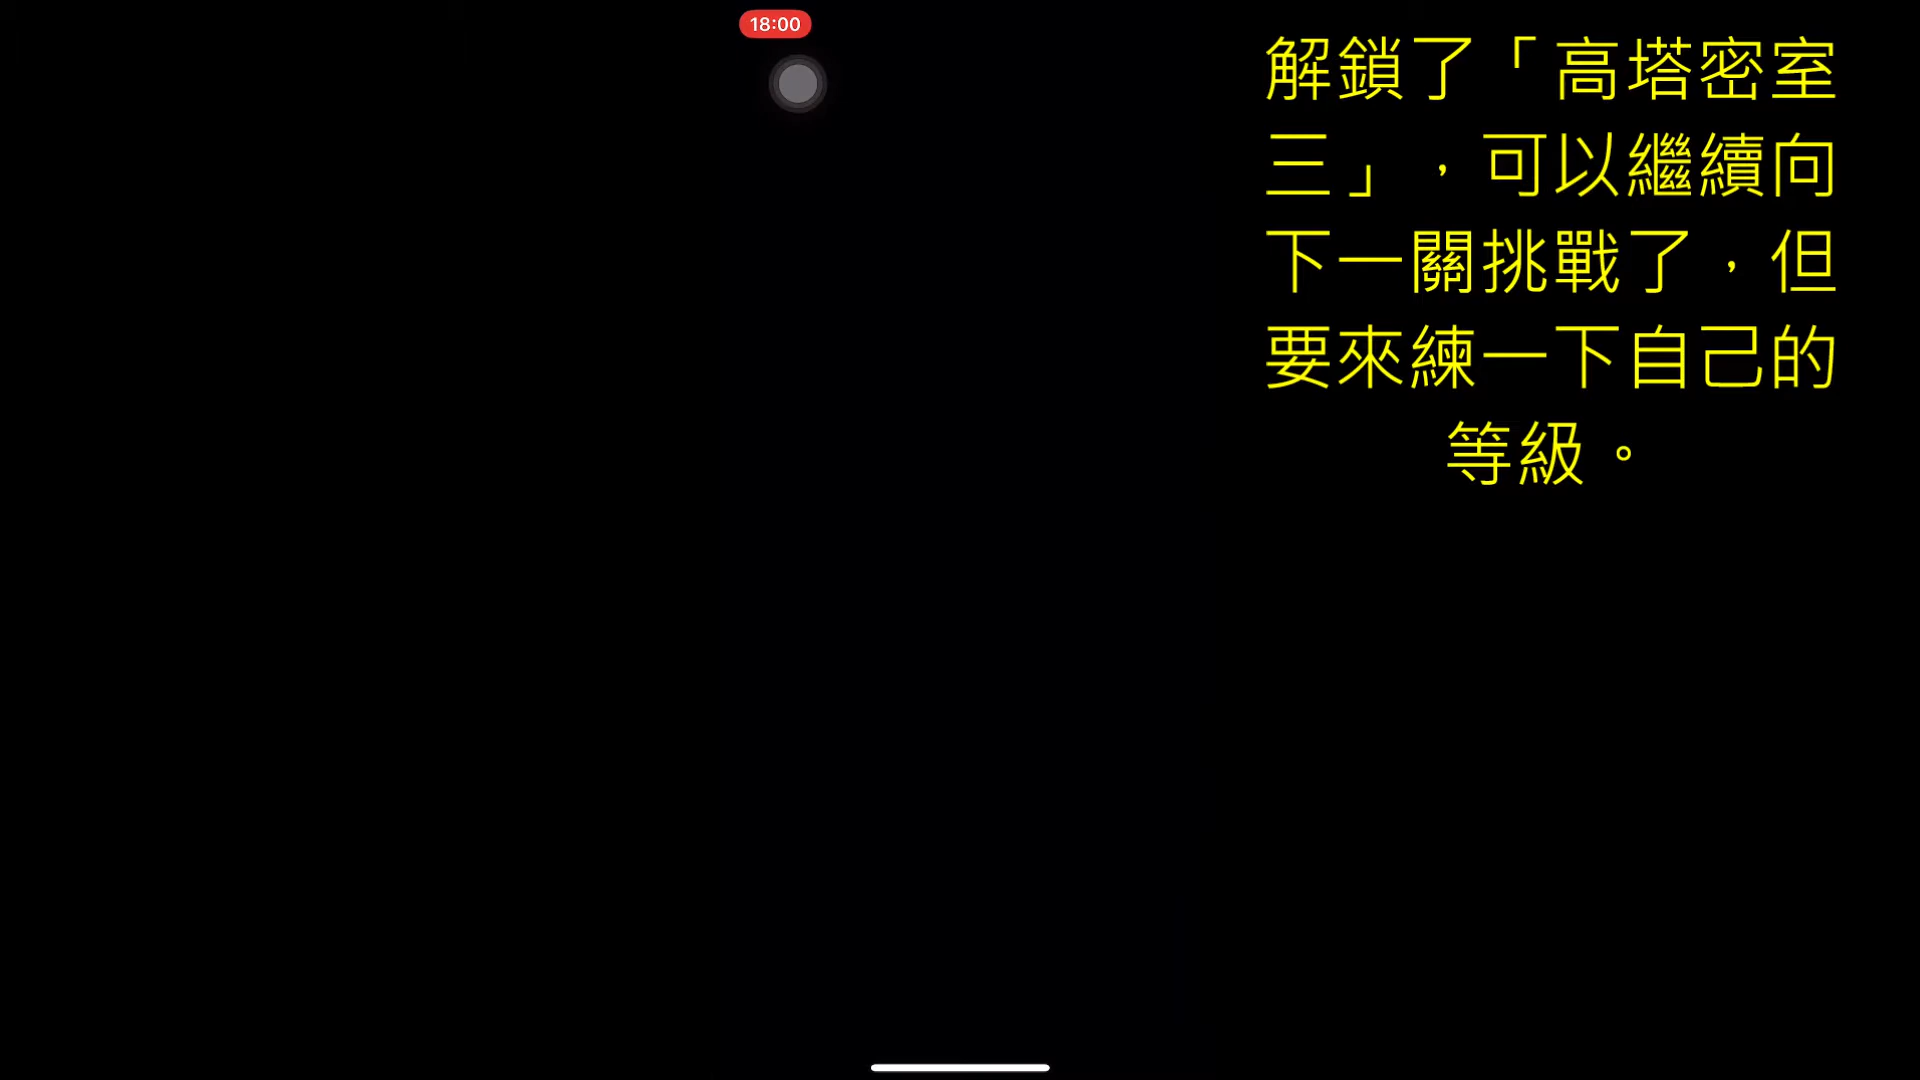 18:00
解鎖了「高塔密室
三」，可以繼續向
下一關挑戰了，但
要來練一下自己的
等級。